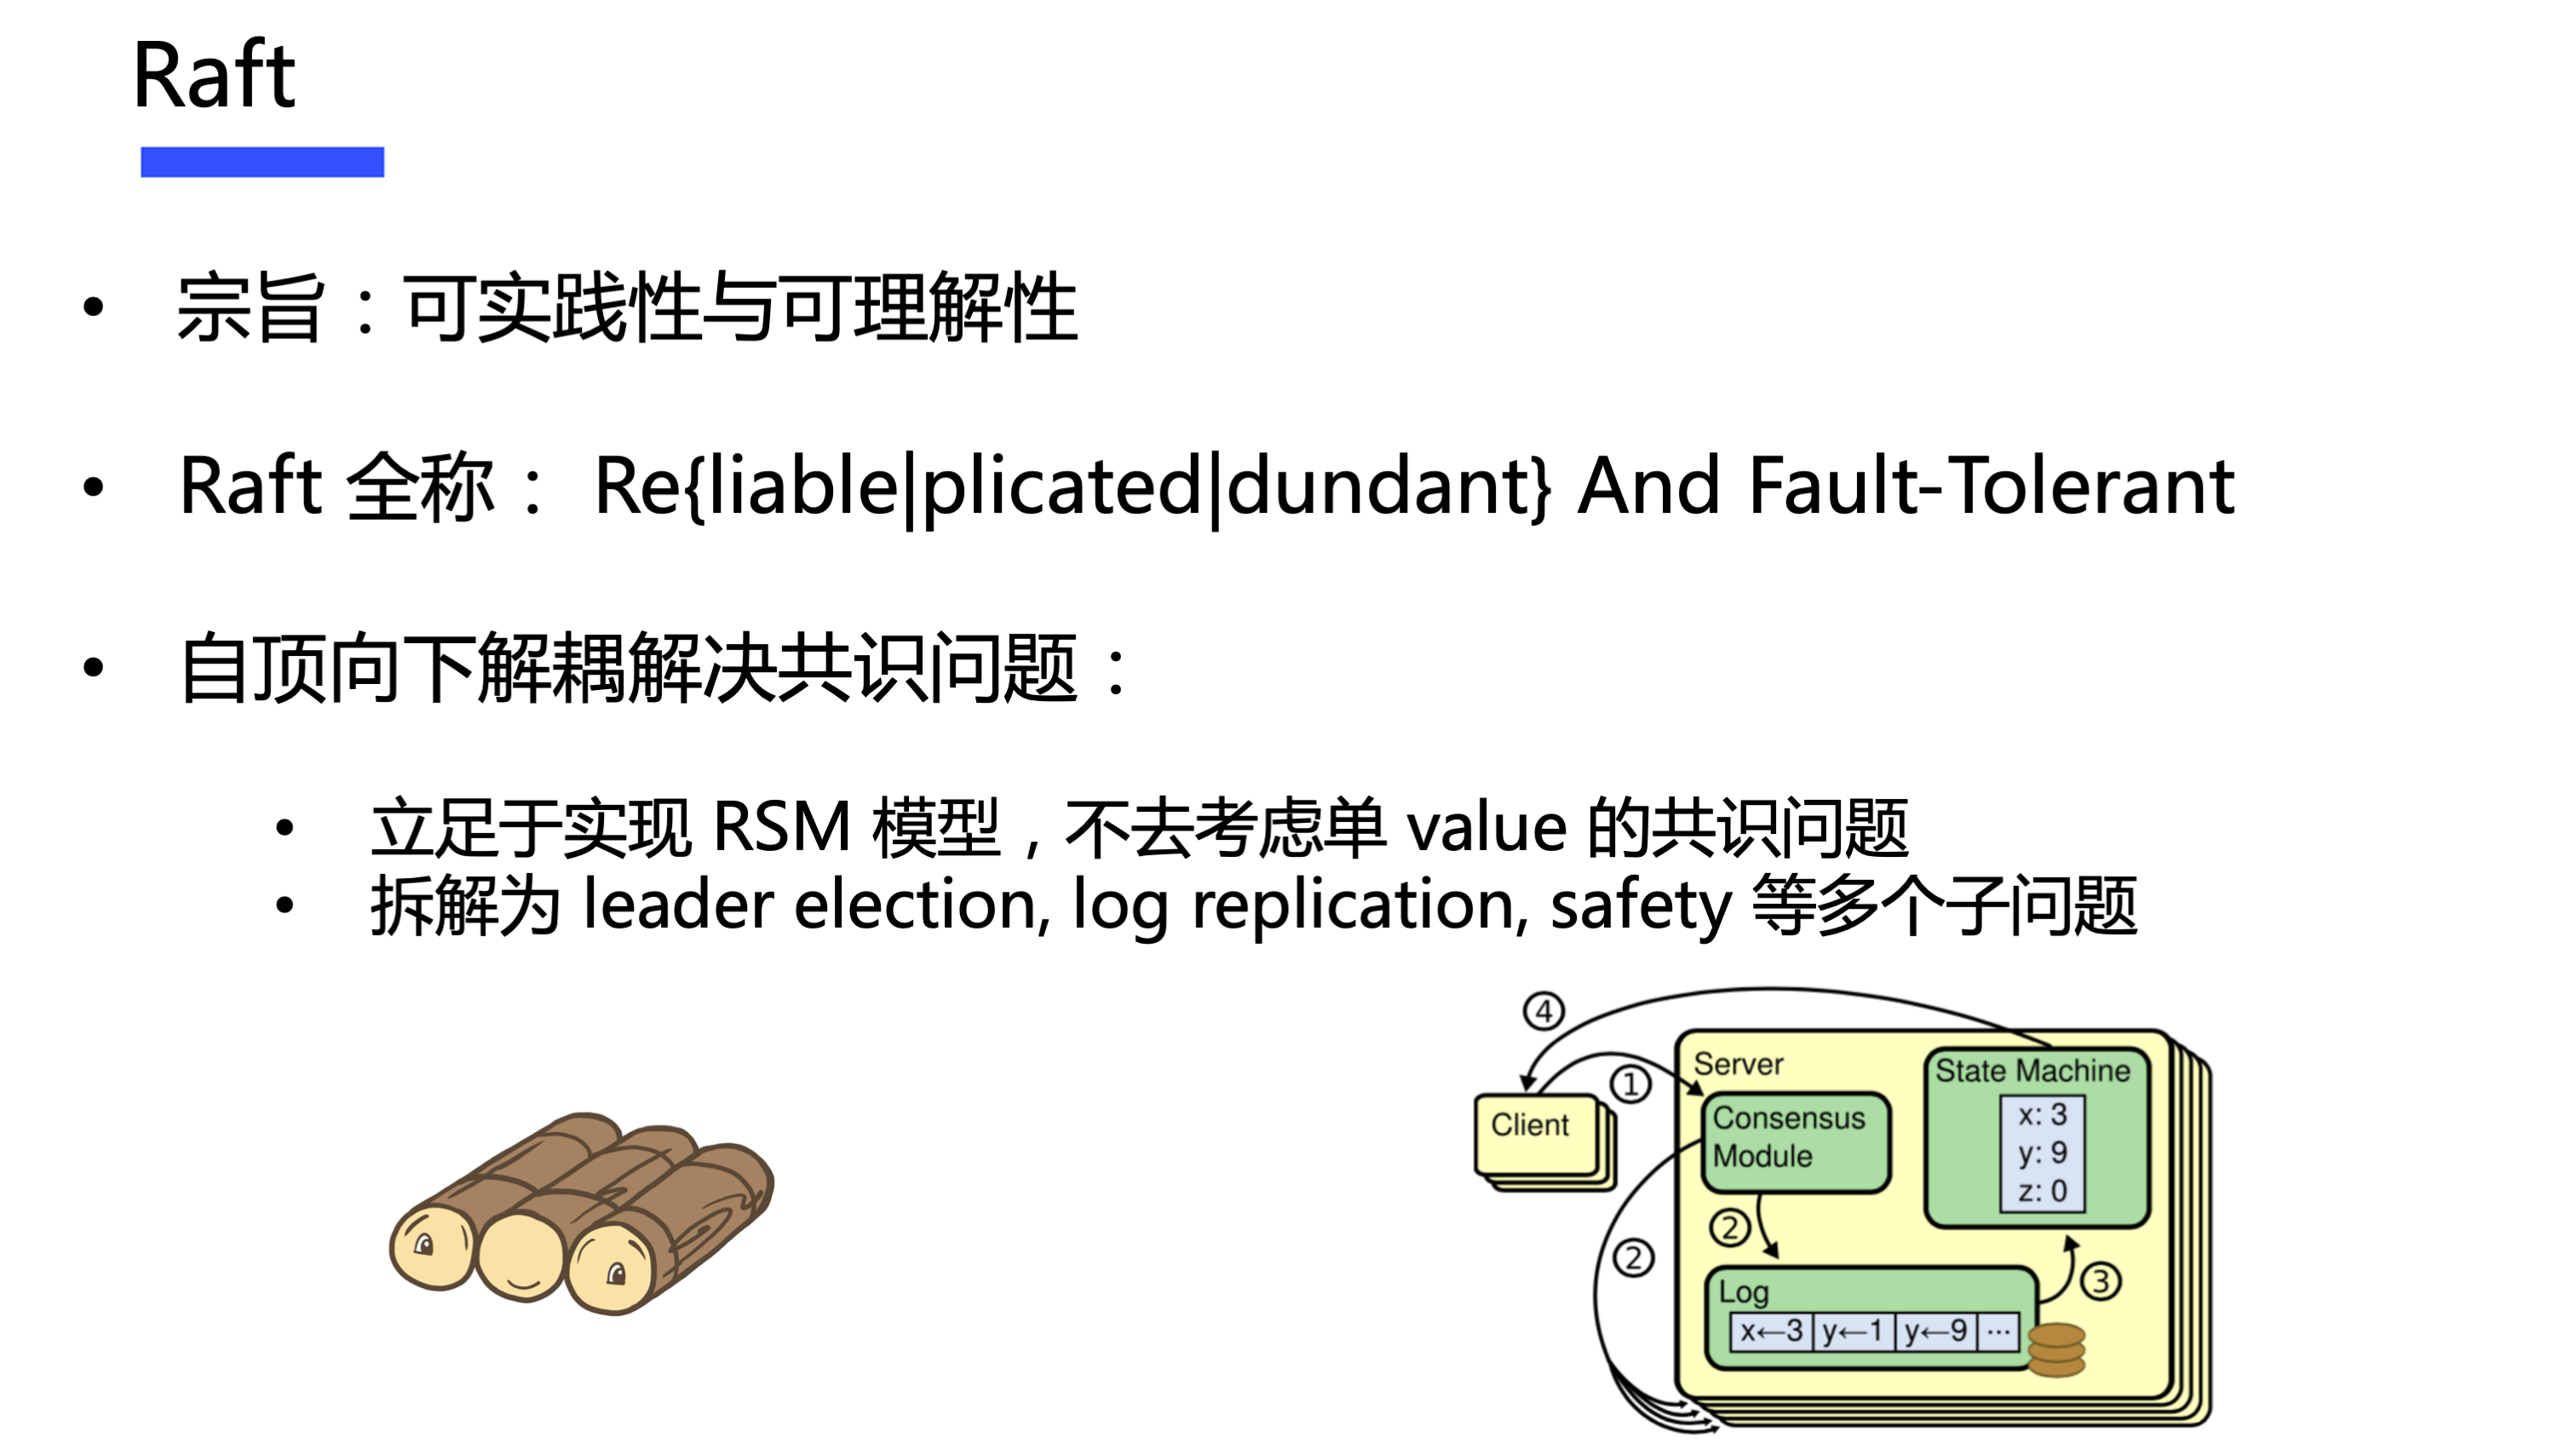 Raft
• 宗旨：可实践性与可理解性
• Raft 全称： Re{liable|plicated|dundant} And Fault-Tolerant
• 自顶向下解耦解决共识问题：
• 立足于实现 RSM 模型，不去考虑单 value 的共识问题
• 拆解为 leader election, log replication, safety 等多个子问题
④
Server
State Machine
①
Client
Consensus
Module
x: 3
y: 9
z: 0
②
②
③
Log
x←3 y←1 y←9 ···